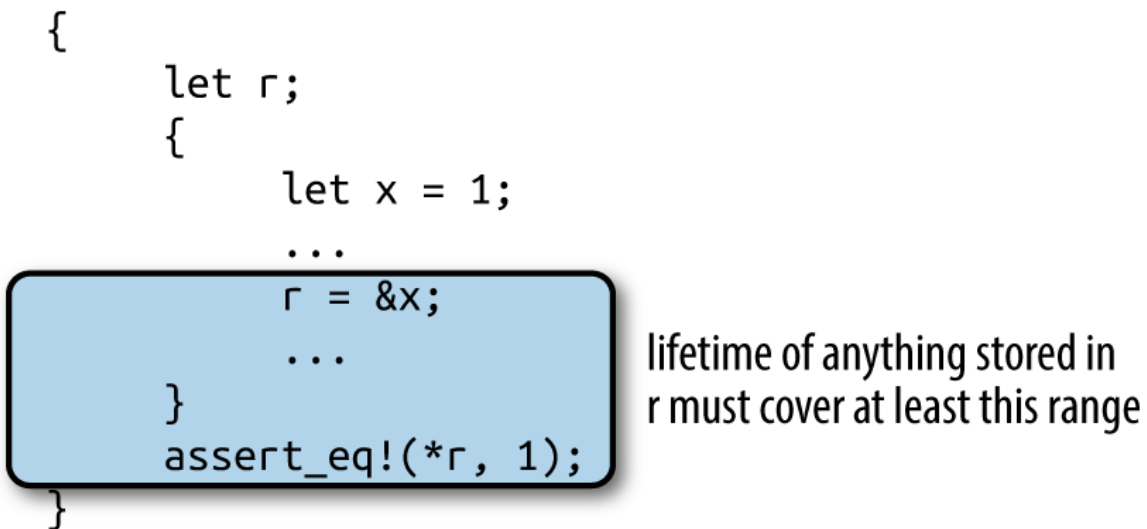 {
let r;
{
let x = 1;
...
r = &x;
...
}
assert_eq!(*r, 1);
}
lifetime of anything stored in
r must cover at least this range